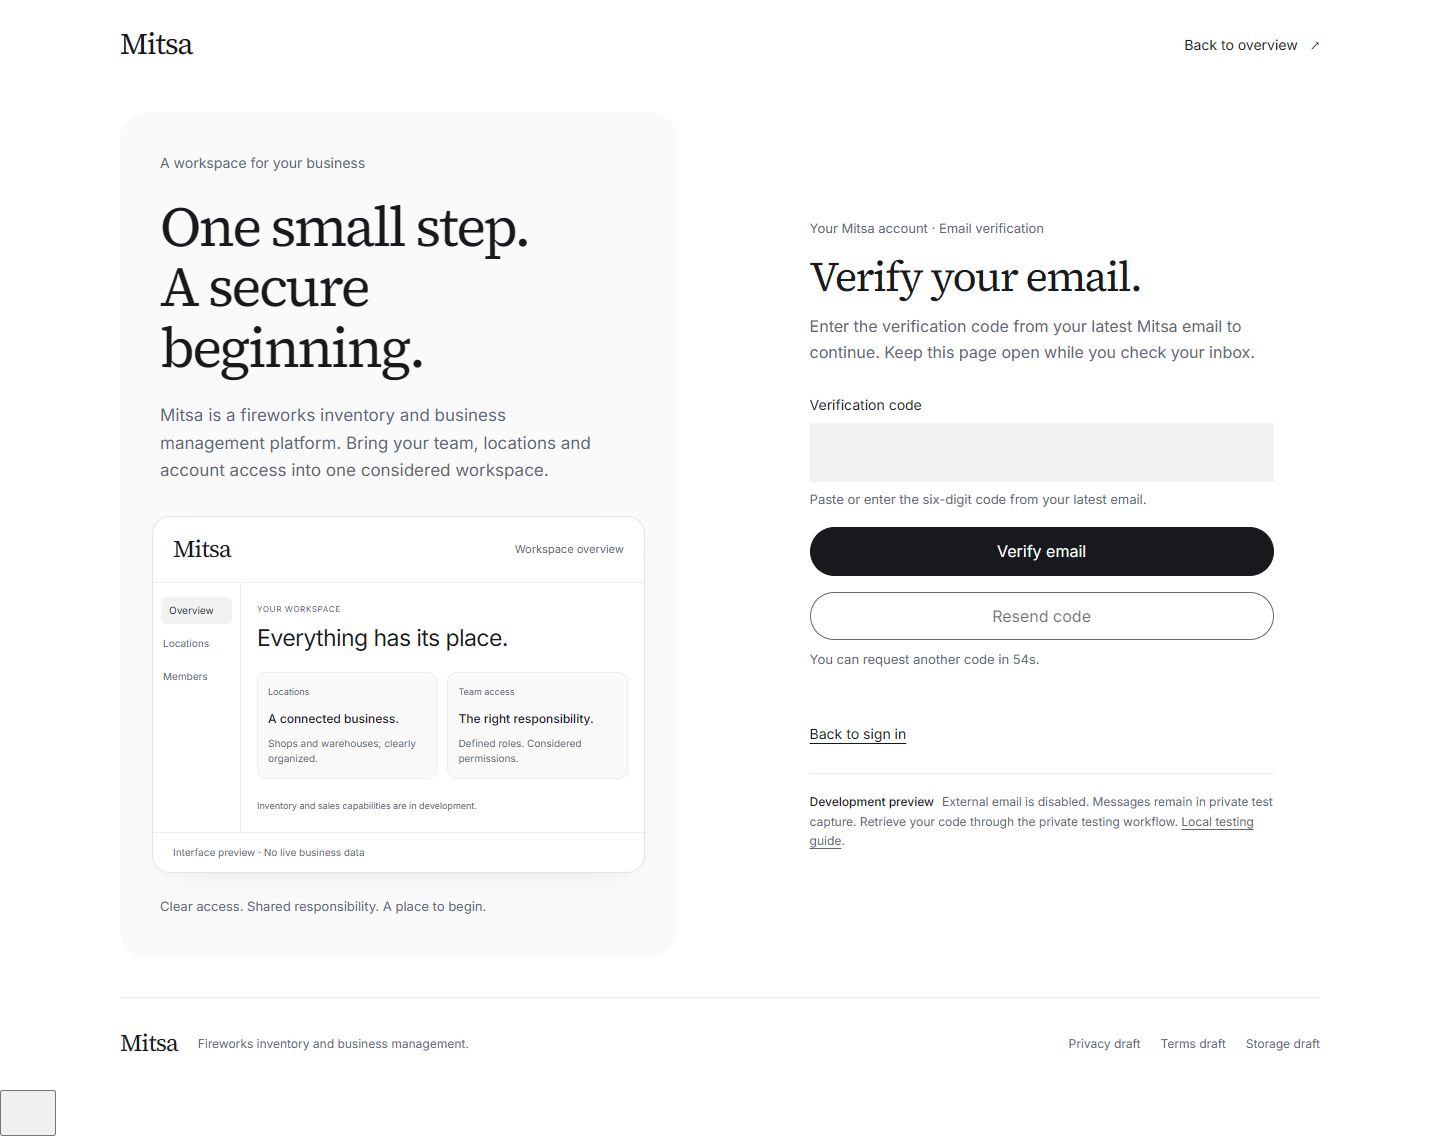 Mitsa
Back to overview ↗
A workspace for your business
One small step.
A secure
beginning.
Mitsa is a fireworks inventory and business
management platform. Bring your team, locations and
account access into one considered workspace.
Mitsa
Workspace overview
Overview
Locations
Members
YOUR WORKSPACE
Everything has its place.
Locations
A connected business.
Shops and warehouses, clearly
organized.
Team access
The right responsibility.
Defined roles. Considered
permissions.
Inventory and sales capabilities are in development.
Interface preview · No live business data
Clear access. Shared responsibility. A place to begin.
Your Mitsa account · Email verification
Verify your email.
Enter the verification code from your latest Mitsa email to
continue. Keep this page open while you check your inbox.
Verification code
Paste or enter the six-digit code from your latest email.
Verify email
Resend code
You can request another code in 54s.
Back to sign in
Development preview External email is disabled. Messages remain in private test
capture. Retrieve your code through the private testing workflow. Local testing
guide.
Mitsa
Fireworks inventory and business management.
Privacy draft
Terms draft
Storage draft